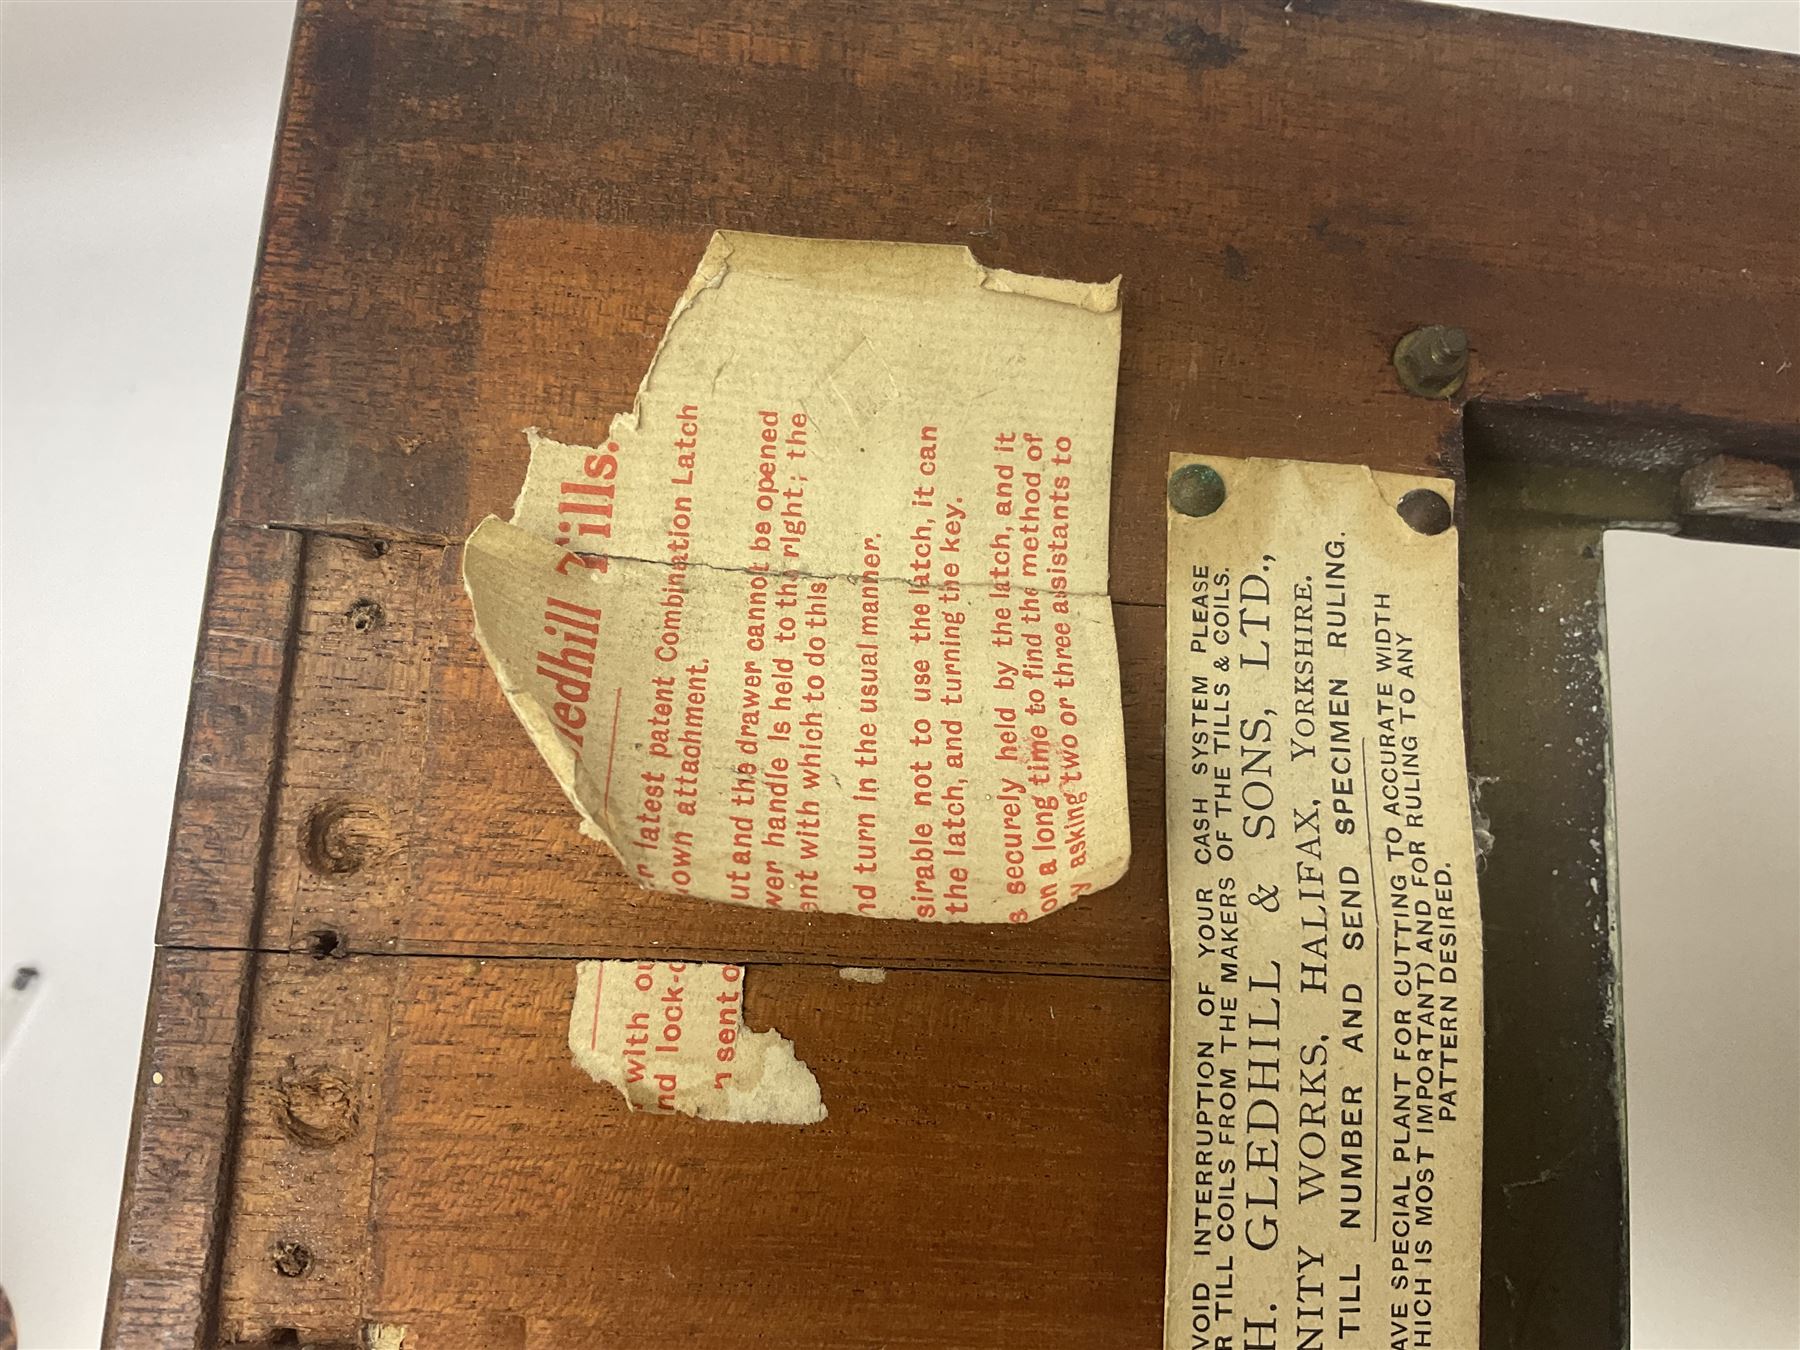 ledhill Tills.
r latest patent Combination Latch
own attachment.
ut and the drawer cannot be opened
wer handle is held to the right; the
ent with which to do this
nd turn in the usual manner.
sirable not to use the latch, it can
the latch, and turning the key.
s securely held by the latch, and it
on a long time to find the method of
y asking two or three assistants to
with ou
nd lock-
n sent o
VOID INTERRUPTION OF YOUR CASH SYSTEM PLEASE
R TILL COILS FROM THE MAKERS OF THE TILLS & COILS.
H. GLEDHILL & SONS, LTD.,
NITY WORKS, HALIFAX, YORKSHIRE.
TILL NUMBER AND SEND SPECIMEN RULING.
AVE SPECIAL PLANT FOR CUTTING TO ACCURATE WIDTH
HICH IS MOST IMPORTANT) AND FOR RULING TO ANY
PATTERN DESIRED.